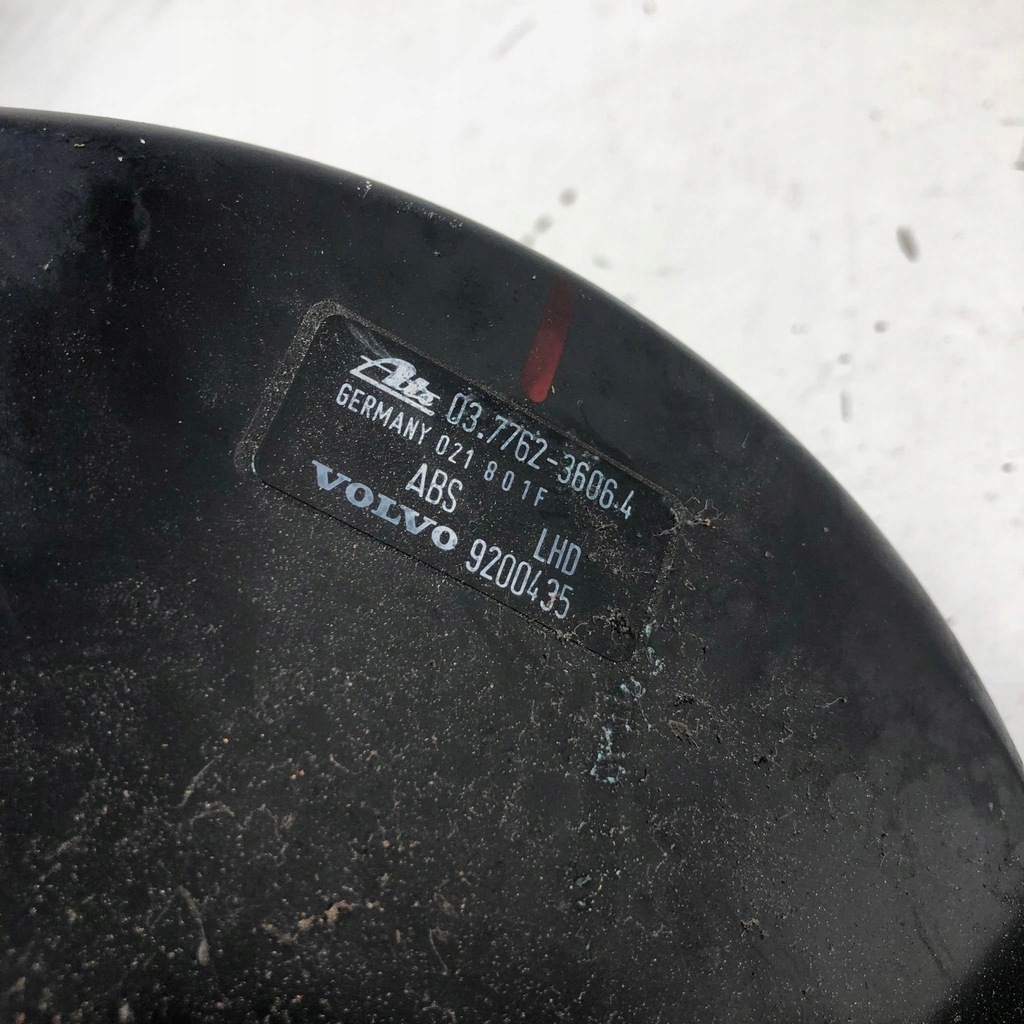 Ate 03.7762-3606.4
GERMANY 021 801F
ABS LHD
VOLVO 9200435